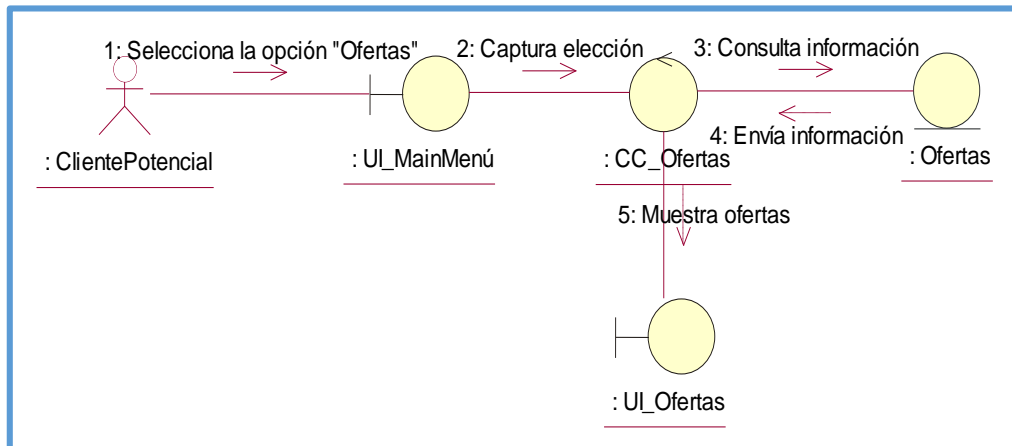 1: Selecciona la opción "Ofertas"
2: Captura elección
3: Consulta información
4: Envía información
: ClientePotencial
: UI_MainMenú
: CC_Ofertas
: Ofertas
5: Muestra ofertas
: UI_Ofertas